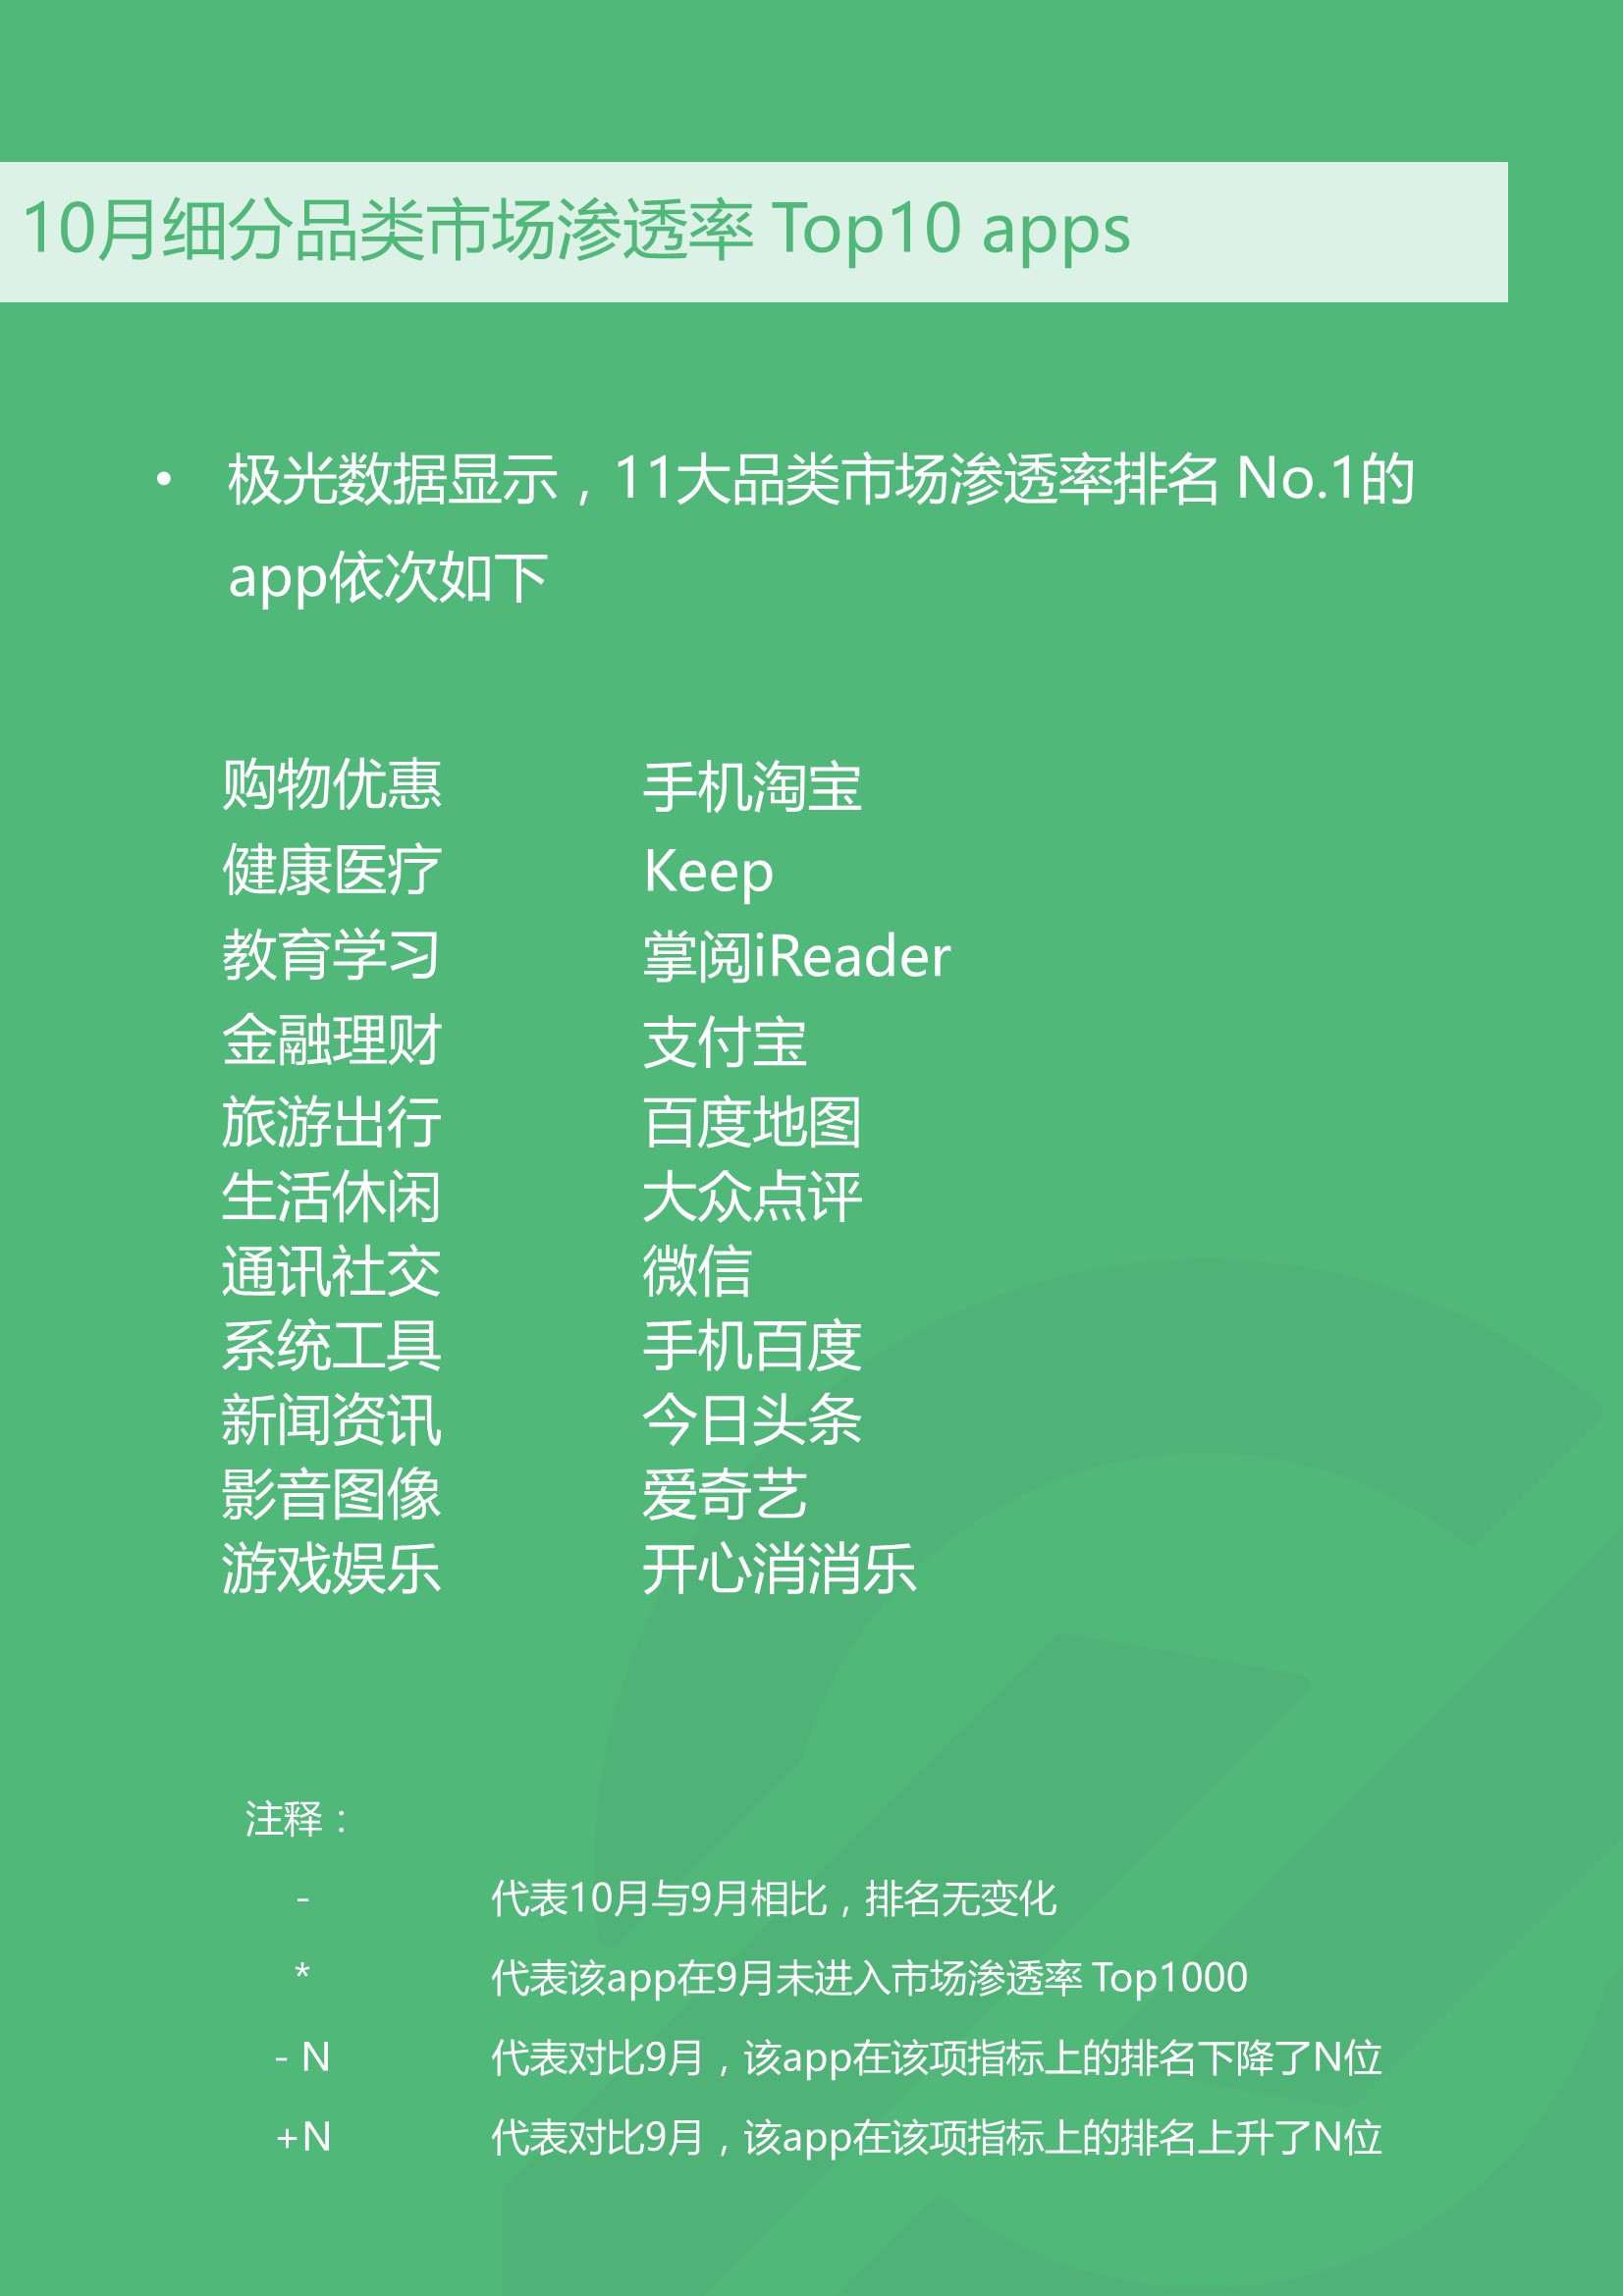 10月细分品类市场渗透率 Top10 apps
• 极光数据显示，11大品类市场渗透率排名 No.1的
app依次如下
购物优惠 手机淘宝
健康医疗 Keep
教育学习 掌阅iReader
金融理财 支付宝
旅游出行 百度地图
生活休闲 大众点评
通讯社交 微信
系统工具 手机百度
新闻资讯 今日头条
影音图像 爱奇艺
游戏娱乐 开心消消乐
注释：
- 代表10月与9月相比，排名无变化
* 代表该app在9月未进入市场渗透率 Top1000
- N 代表对比9月，该app在该项指标上的排名下降了N位
+N 代表对比9月，该app在该项指标上的排名上升了N位